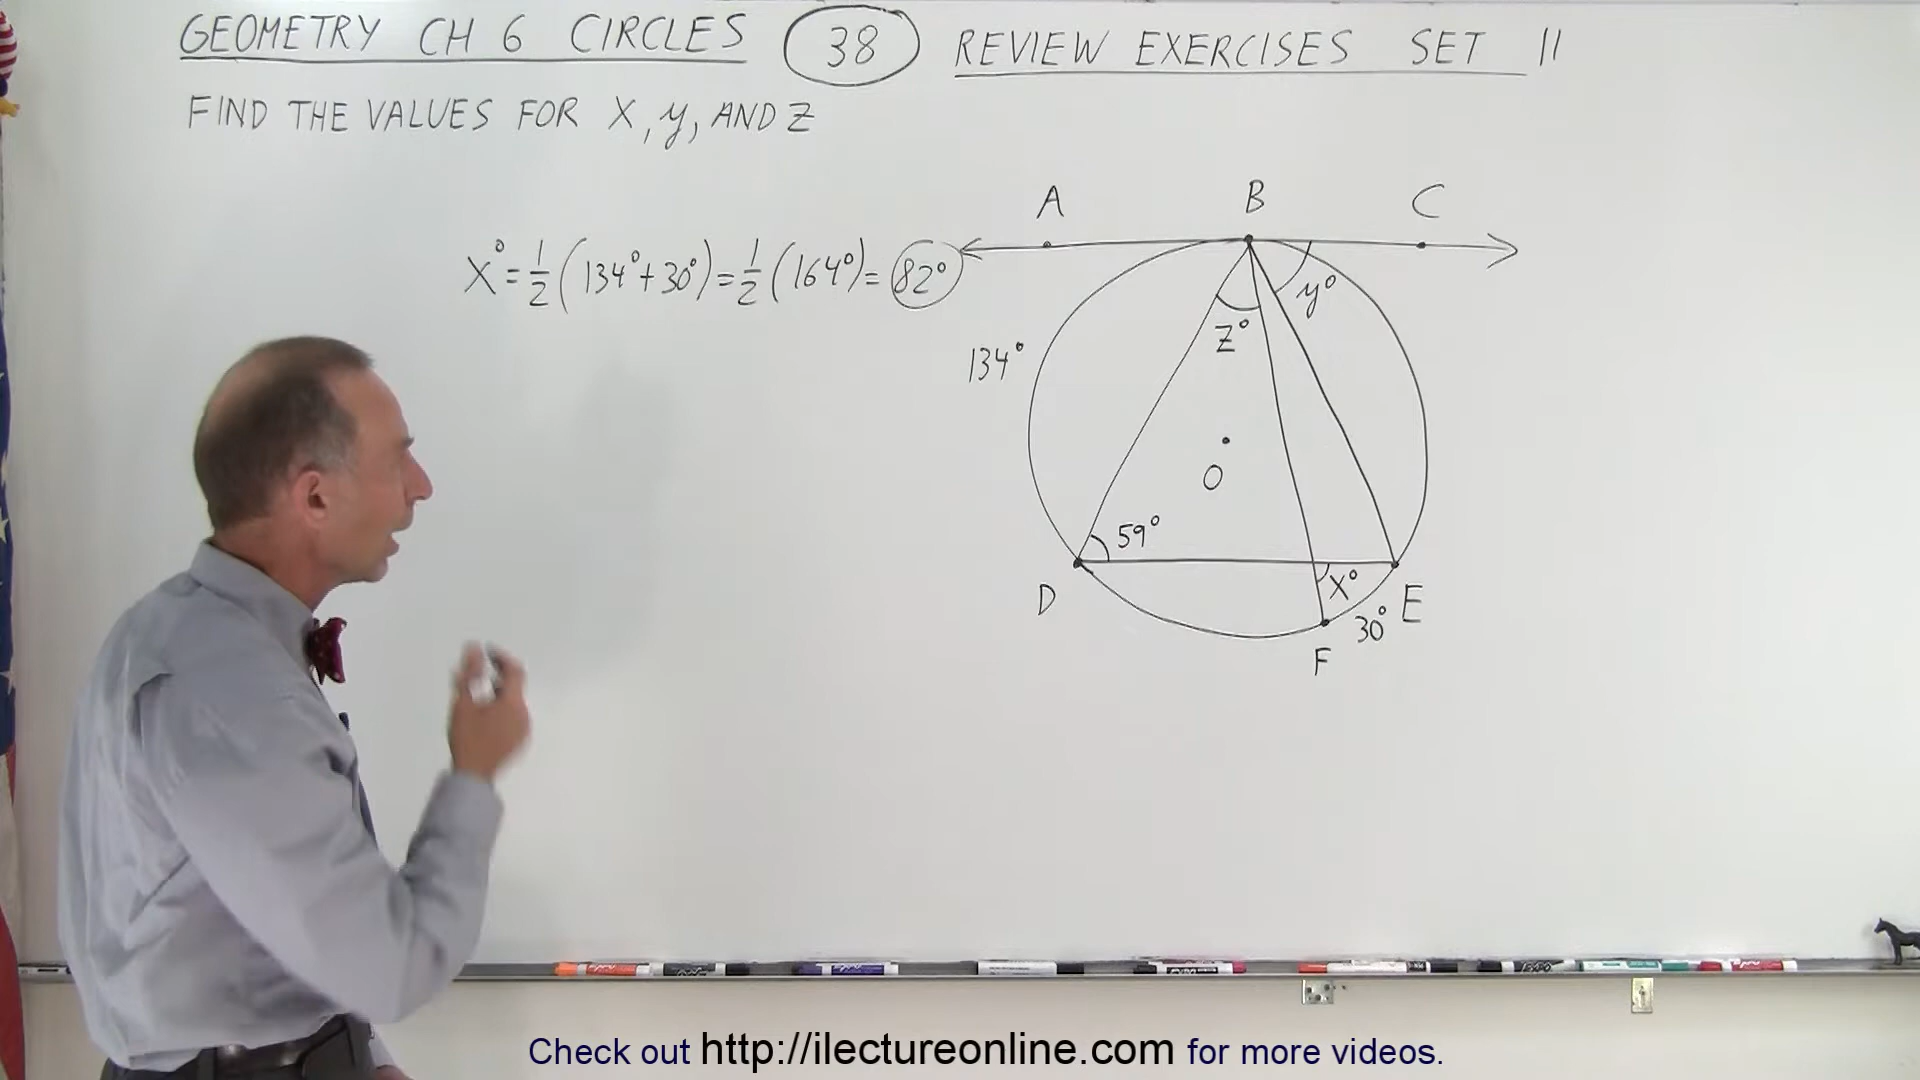 GEOMETRY CH 6 CIRCLES 38 REVIEW EXERCISES SET 11
FIND THE VALUES FOR X, y, AND Z
A B C
X° = 1/2 (134° + 30°) = 1/2 (164°) = 82°
y°
Z°
134°
O
59°
X°
D E
30°
F
Check out http://ilectureonline.com for more videos.